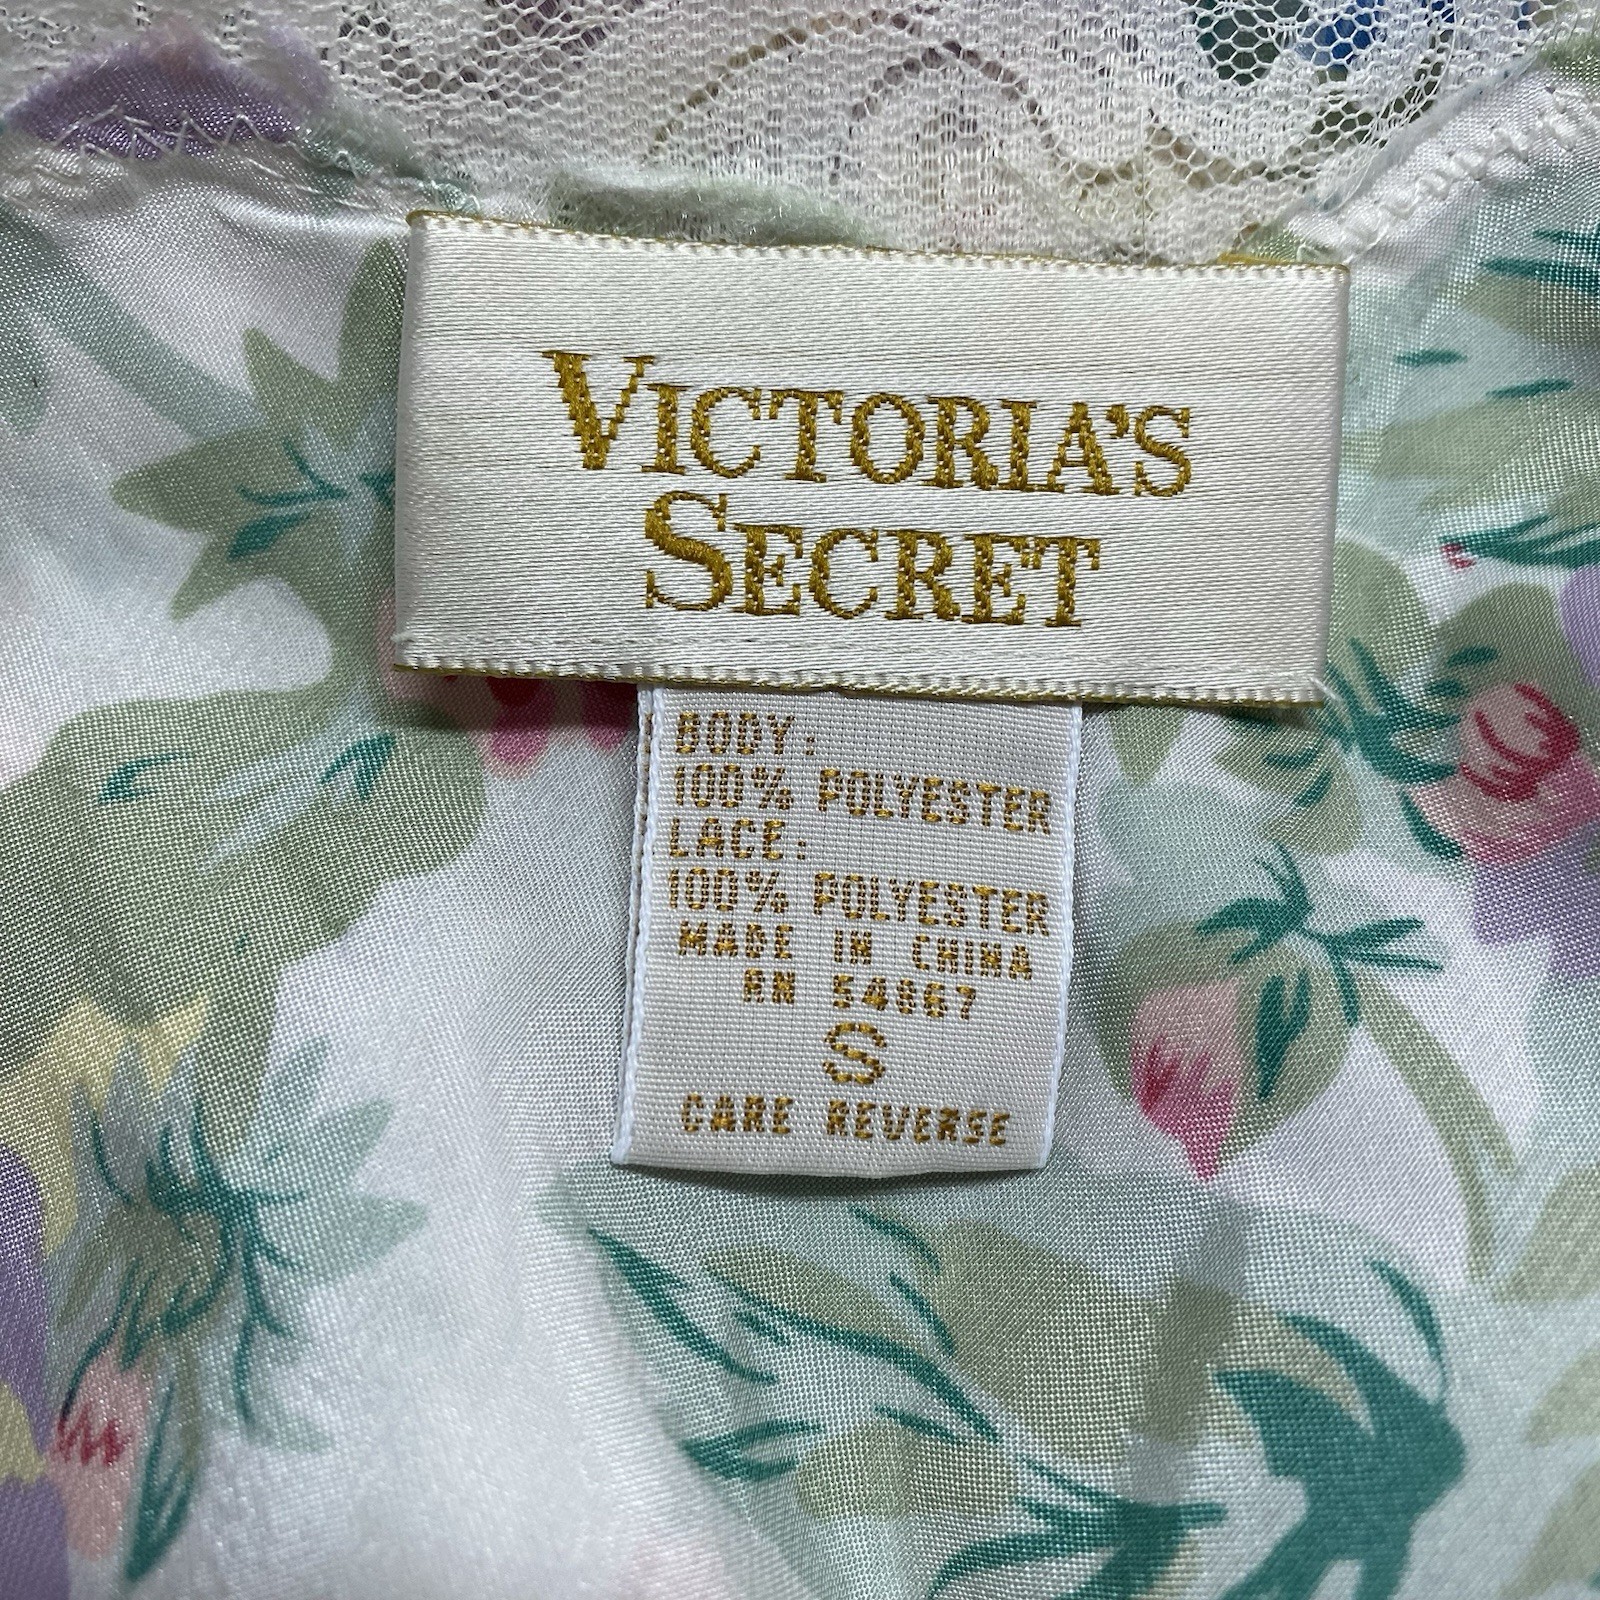 VICTORIA'S
SECRET
BODY:
100% POLYESTER
LACE:
100% POLYESTER
MADE IN CHINA
RN 54867
S
CARE REVERSE